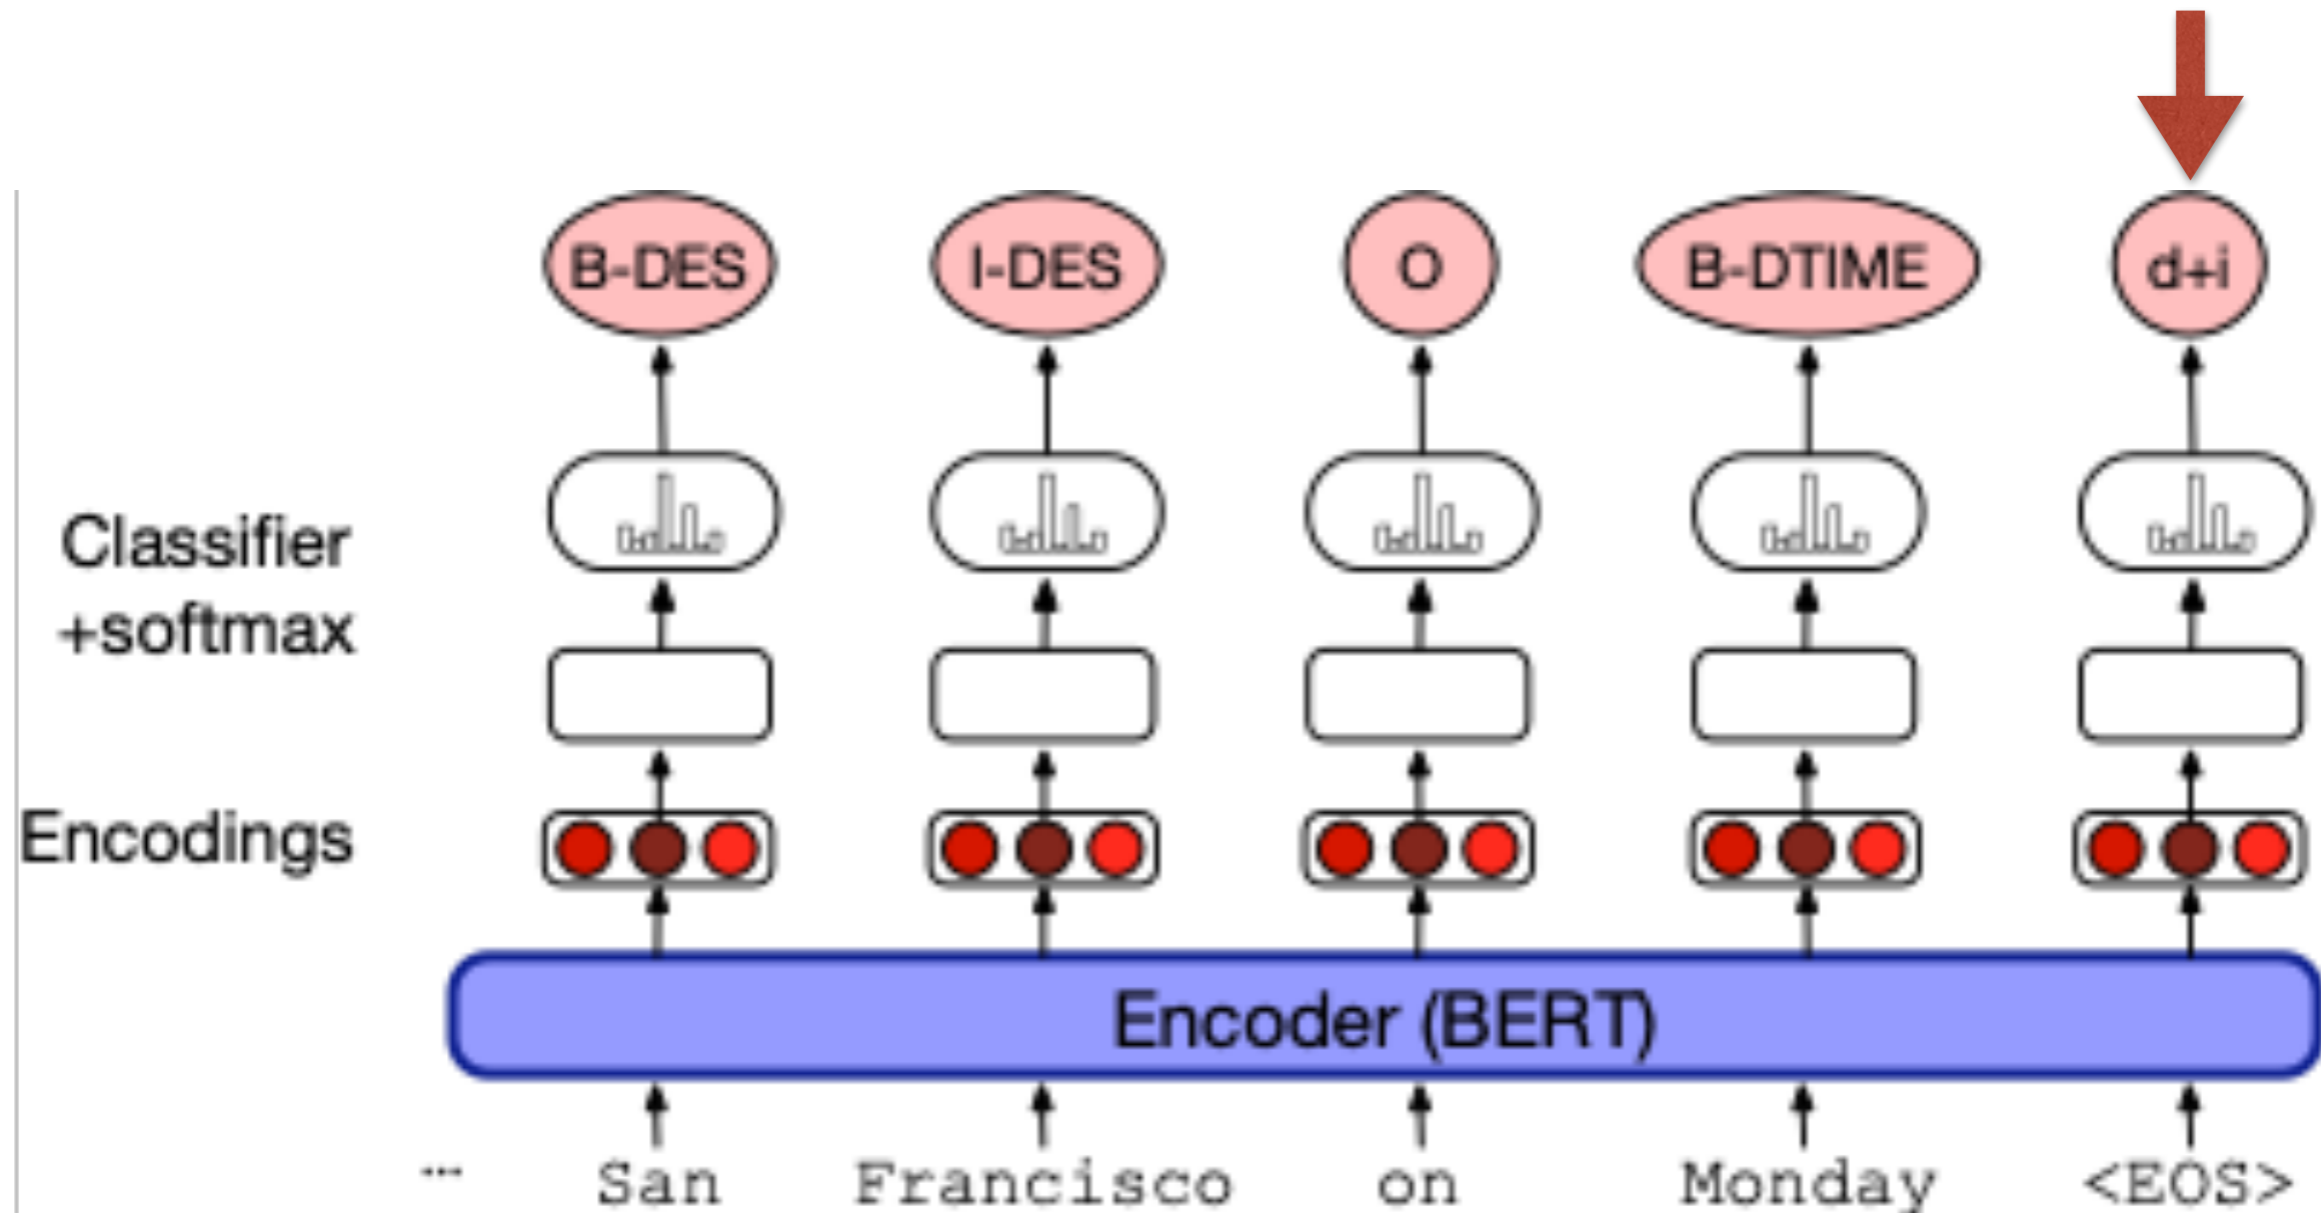 B-DES I-DES O B-DTIME d+i
Classifier
+softmax
Encodings
Encoder (BERT)
... San Francisco on Monday <EOS>